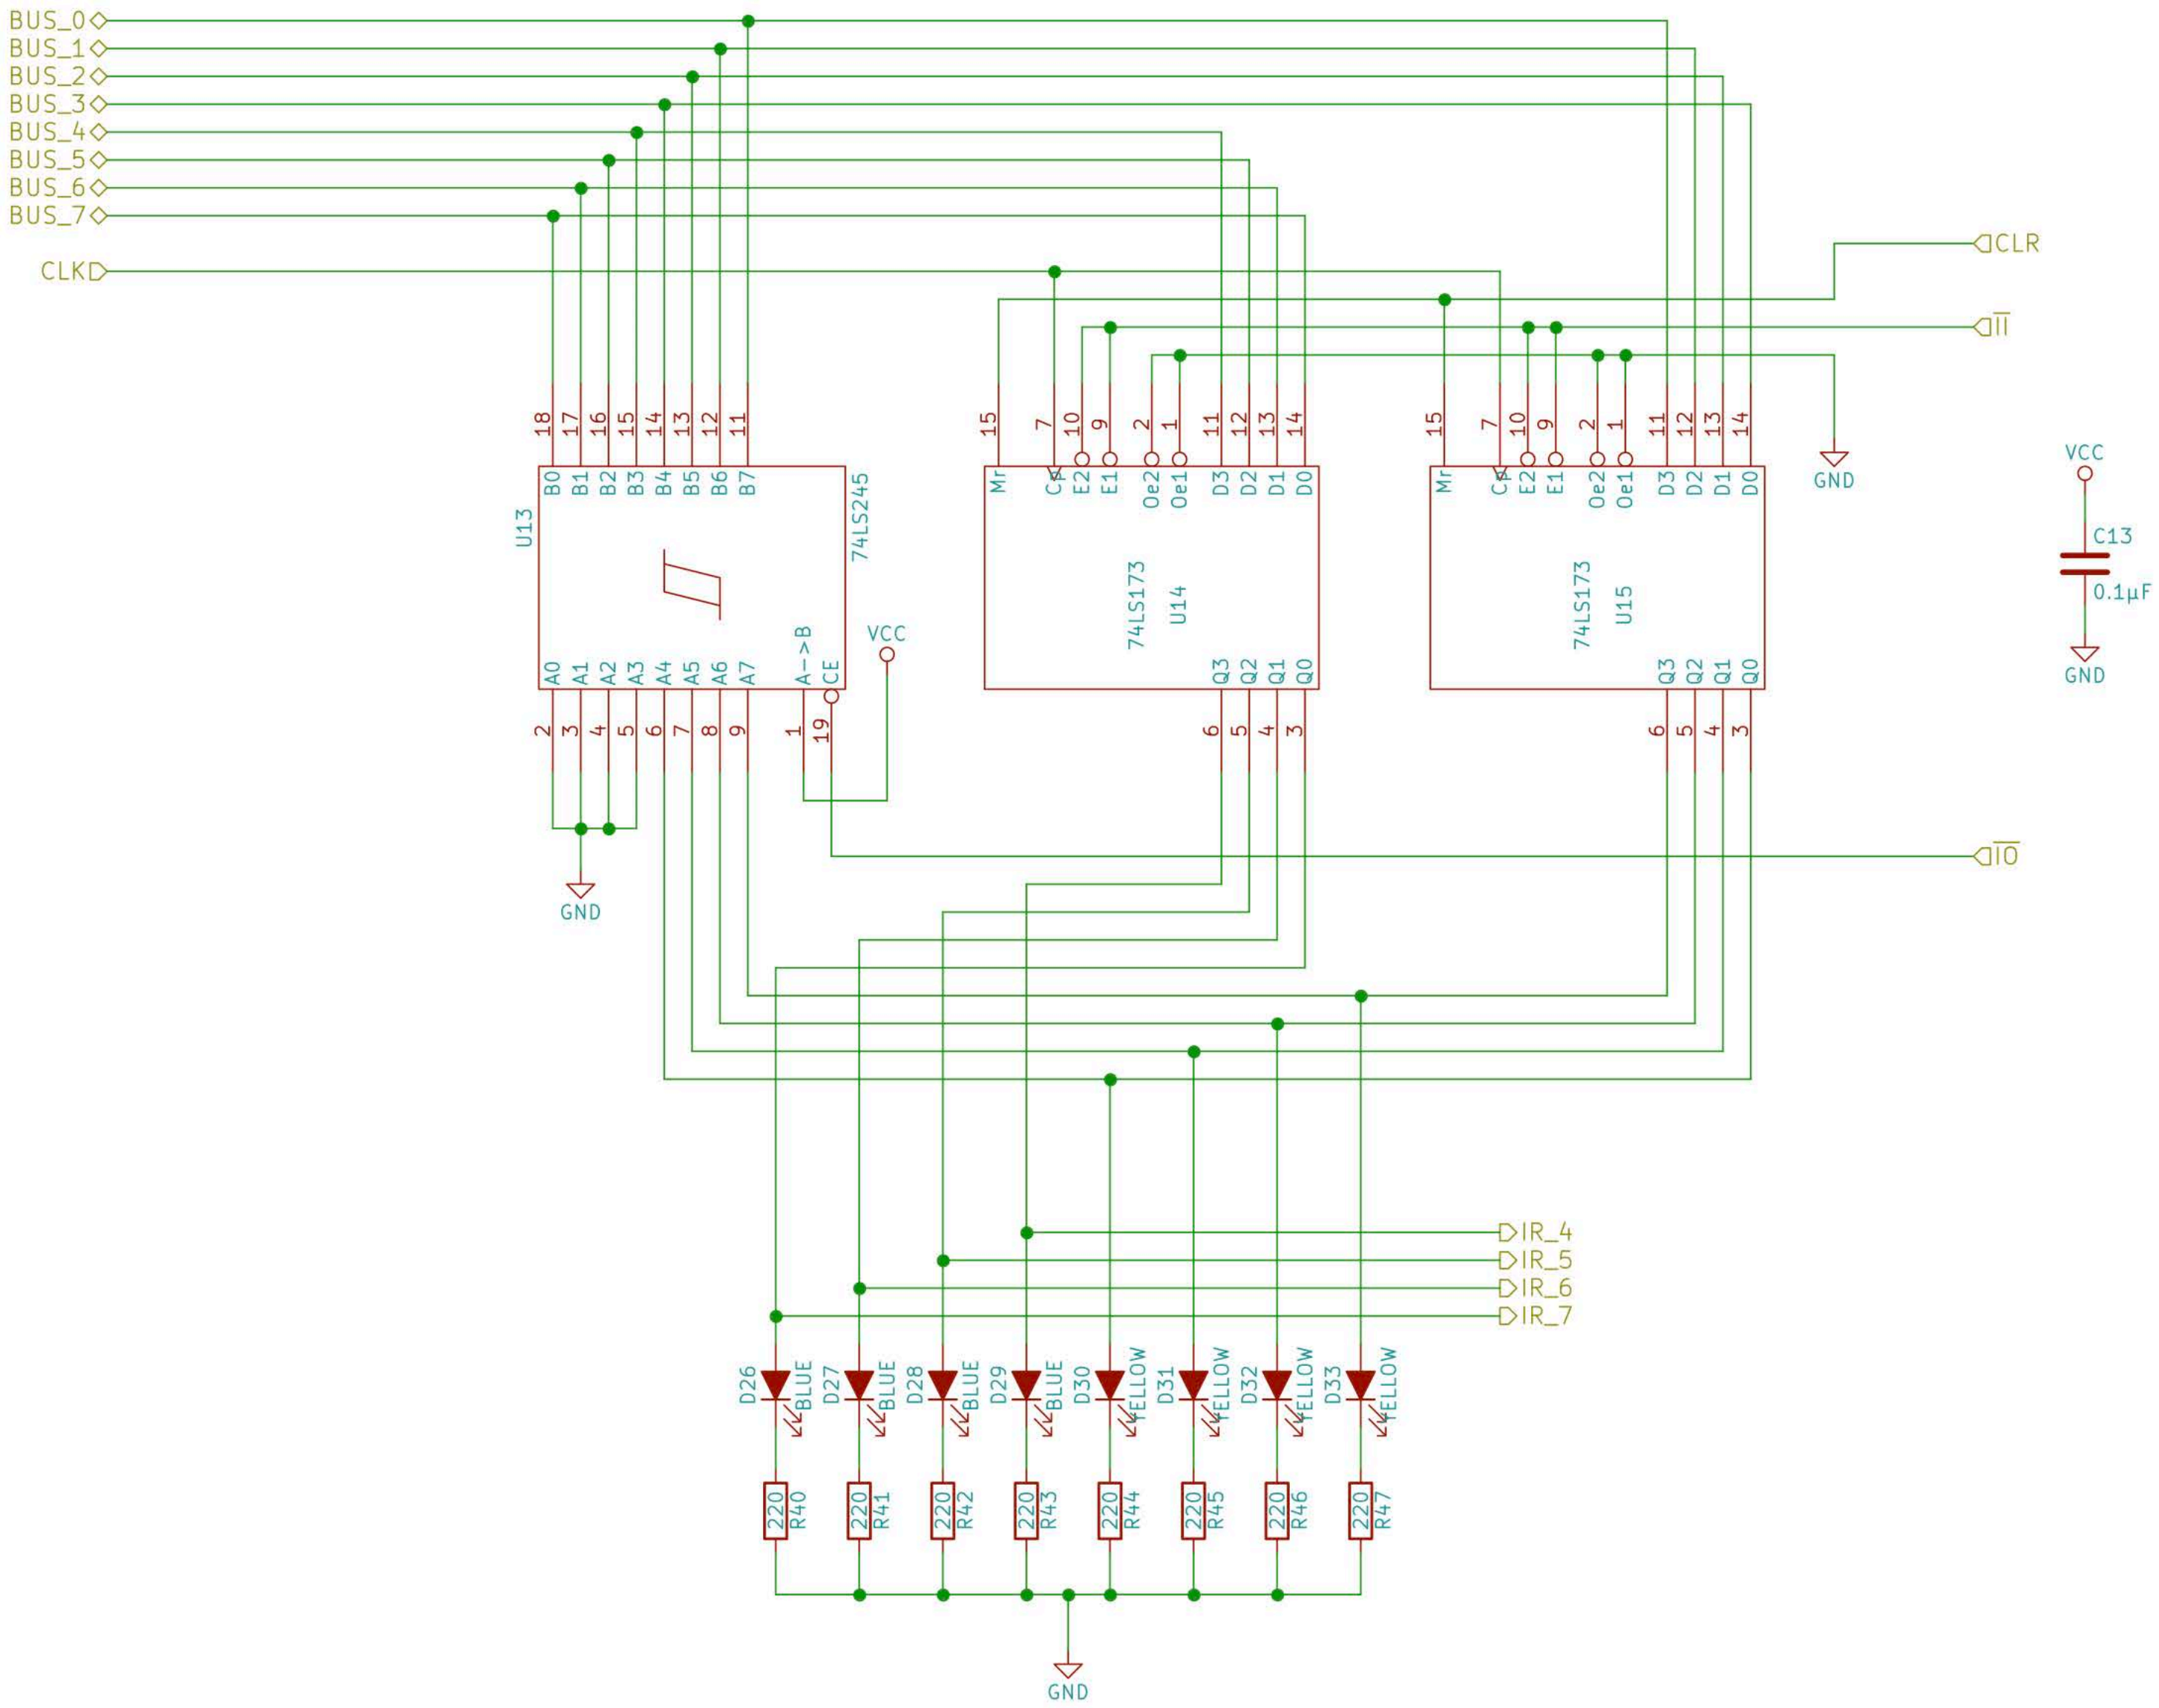 BUS_0
BUS_1
BUS_2
BUS_3
BUS_4
BUS_5
BUS_6
BUS_7
CLK
CLR
II
18 17 16 15 14 13 12 11
15 7 10 9 2 1 11 12 13 14
15 7 10 9 2 1 11 12 13 14
B0 B1 B2 B3 B4 B5 B6 B7
Mr Cp E2 E1 Oe2 Oe1 D3 D2 D1 D0
Mr Cp E2 E1 Oe2 Oe1 D3 D2 D1 D0
GND
VCC
U13
74LS245
C13
0.1µF
74LS173
U14
74LS173
U15
VCC
GND
A0 A1 A2 A3 A4 A5 A6 A7 A->B CE
Q3 Q2 Q1 Q0
Q3 Q2 Q1 Q0
2 3 4 5 6 7 8 9 1 19
6 5 4 3
6 5 4 3
IO
GND
IR_4
IR_5
IR_6
IR_7
D26 BLUE D27 BLUE D28 BLUE D29 BLUE D30 YELLOW D31 YELLOW D32 YELLOW D33 YELLOW
220 R40 220 R41 220 R42 220 R43 220 R44 220 R45 220 R46 220 R47
GND